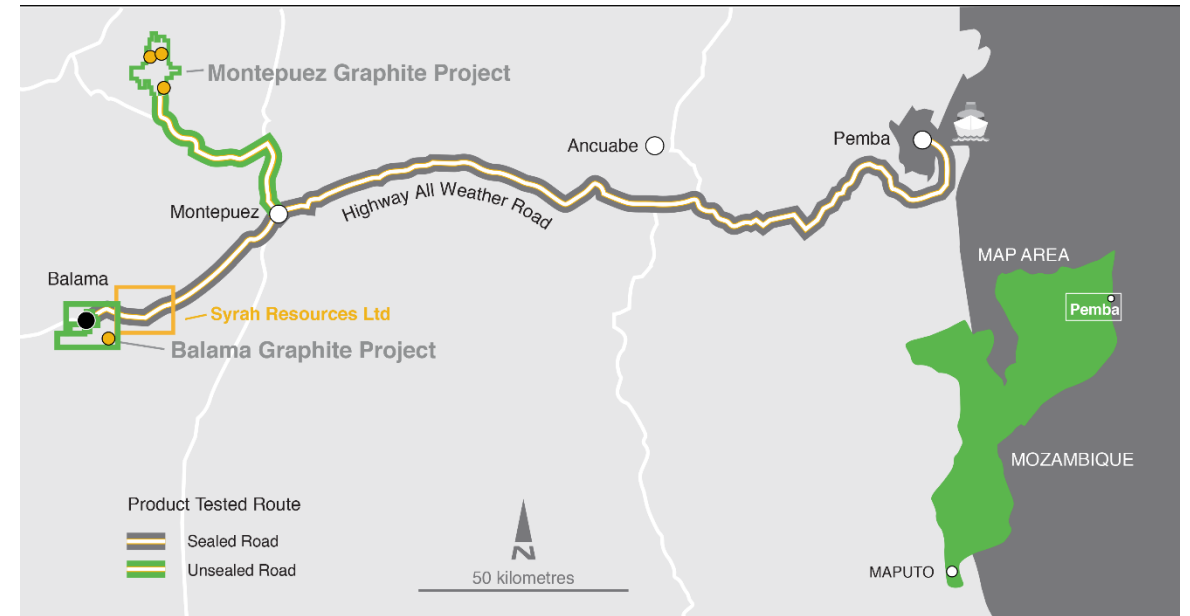 Montepuez Graphite Project
Ancuabe
Pemba
Montepuez
Highway All Weather Road
Balama
MAP AREA
Syrah Resources Ltd
Pemba
Balama Graphite Project
MOZAMBIQUE
Product Tested Route
Sealed Road
Unsealed Road
N
50 kilometres
MAPUTO